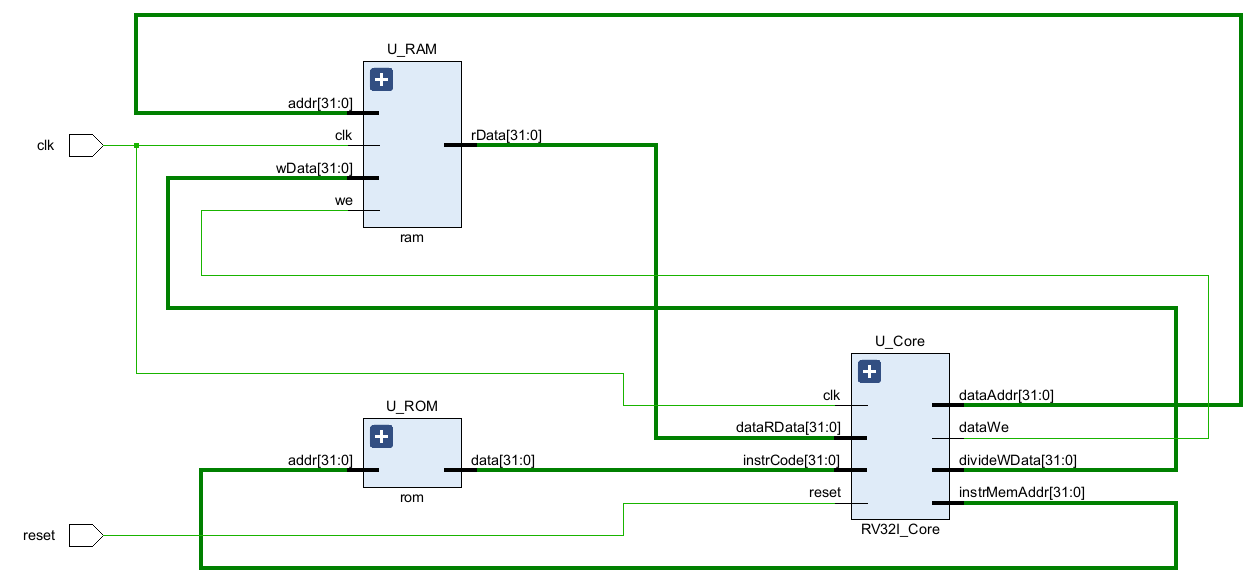 U_RAM
addr[31:0]
clk
clk
rData[31:0]
wData[31:0]
we
ram
U_Core
clk
dataAddr[31:0]
dataRData[31:0]
dataWe
U_ROM
addr[31:0]
data[31:0]
instrCode[31:0]
divideWData[31:0]
rom
reset
instrMemAddr[31:0]
RV32I_Core
reset